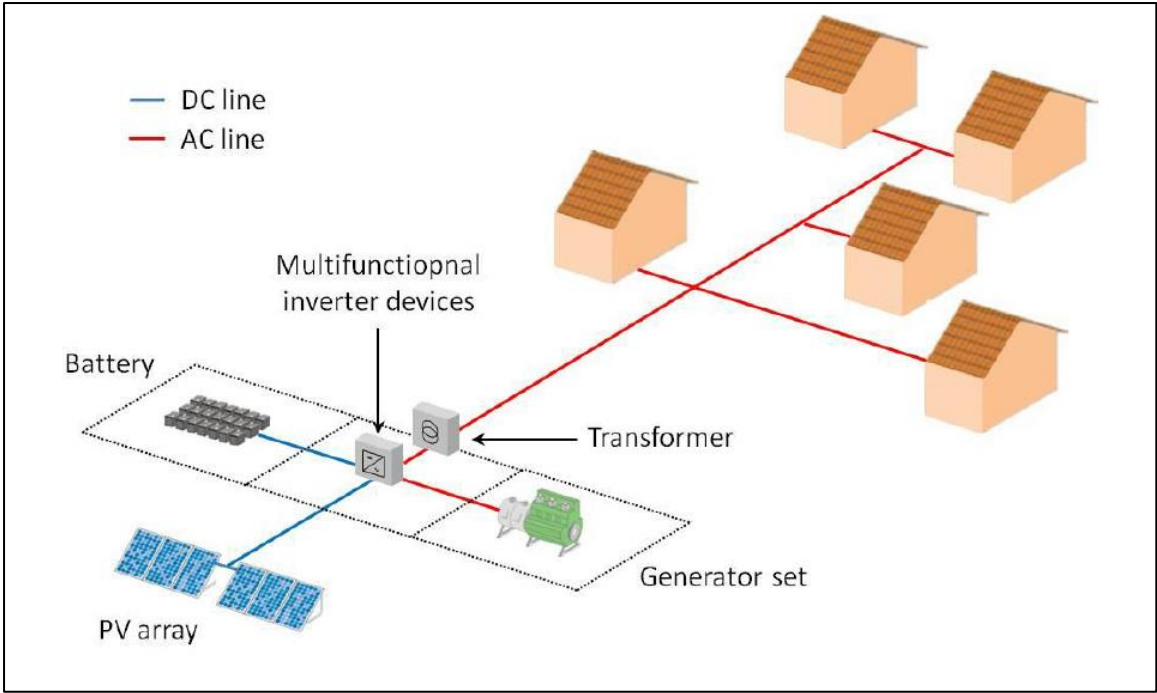 DC line
AC line
Multifunctiopnal
inverter devices
Battery
Transformer
Generator set
PV array